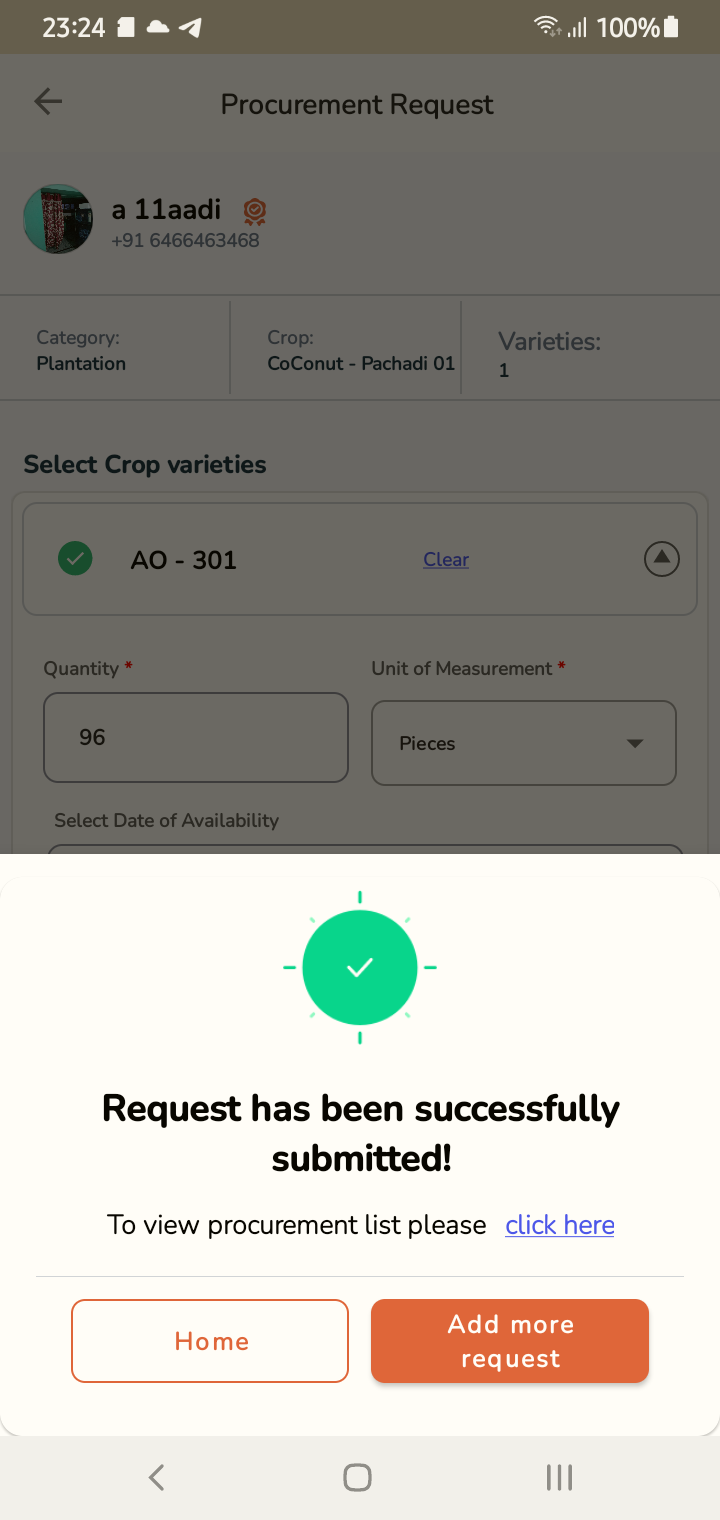 23:24 100%
Procurement Request
a 11aadi
+91 6466463468
Category: Crop: Varieties:
Plantation CoConut - Pachadi 01 1
Select Crop varieties
AO - 301 Clear
Quantity * Unit of Measurement *
96 Pieces
Select Date of Availability
Request has been successfully
submitted!
To view procurement list please click here
Home Add more
request